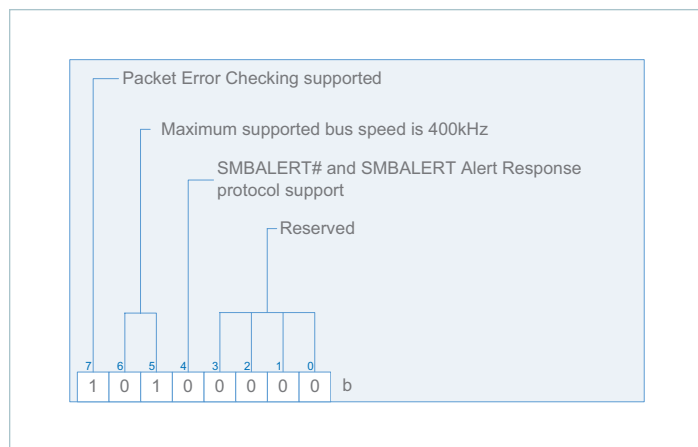 Packet Error Checking supported
Maximum supported bus speed is 400kHz
SMBALERT# and SMBALERT Alert Response
protocol support
Reserved
7 6 5 4 3 2 1 0
1 0 1 0 0 0 0 0 b